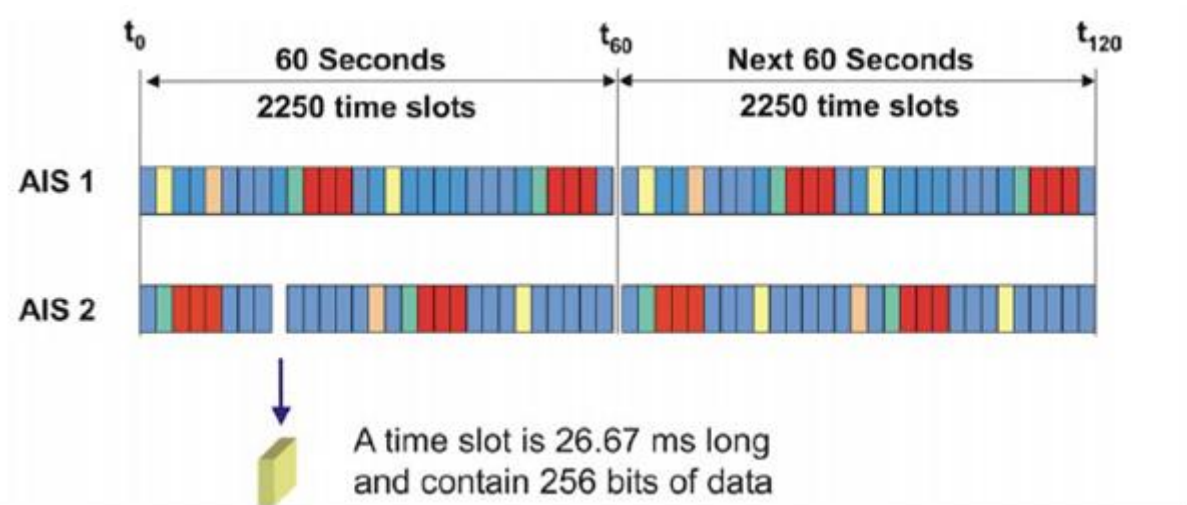 t0 t60 t120
60 Seconds Next 60 Seconds
2250 time slots 2250 time slots
AIS 1
AIS 2
A time slot is 26.67 ms long
and contain 256 bits of data